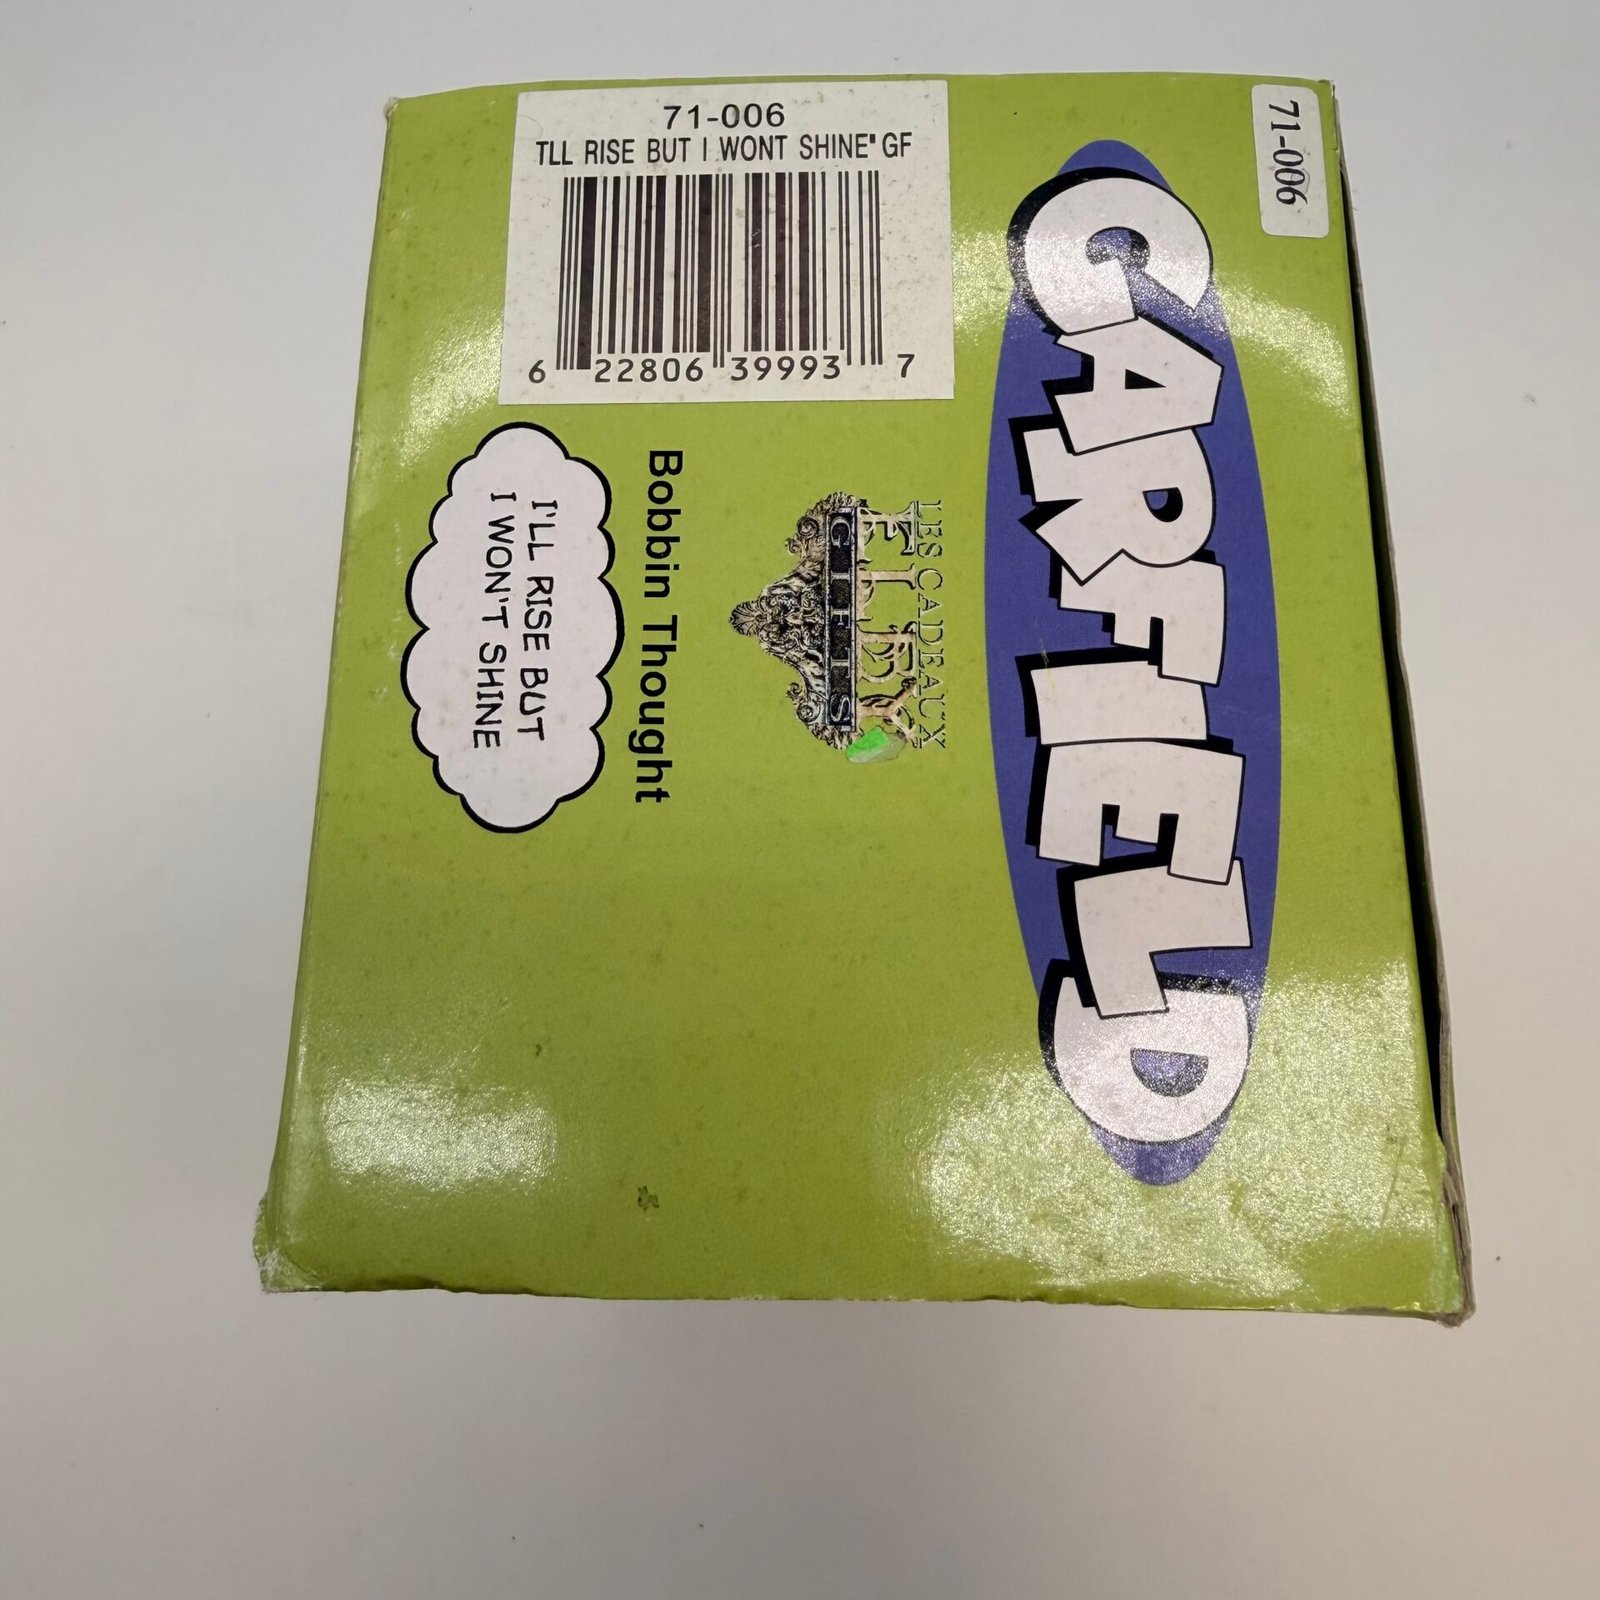 71-006
TLL RISE BUT I WONT SHINE" GF
6 22806 39993 7
71-006
GARFIELD
LES CADEAUX
ELBY
GIFTS
Bobbin Thought
I'LL RISE BUT
I WON'T SHINE